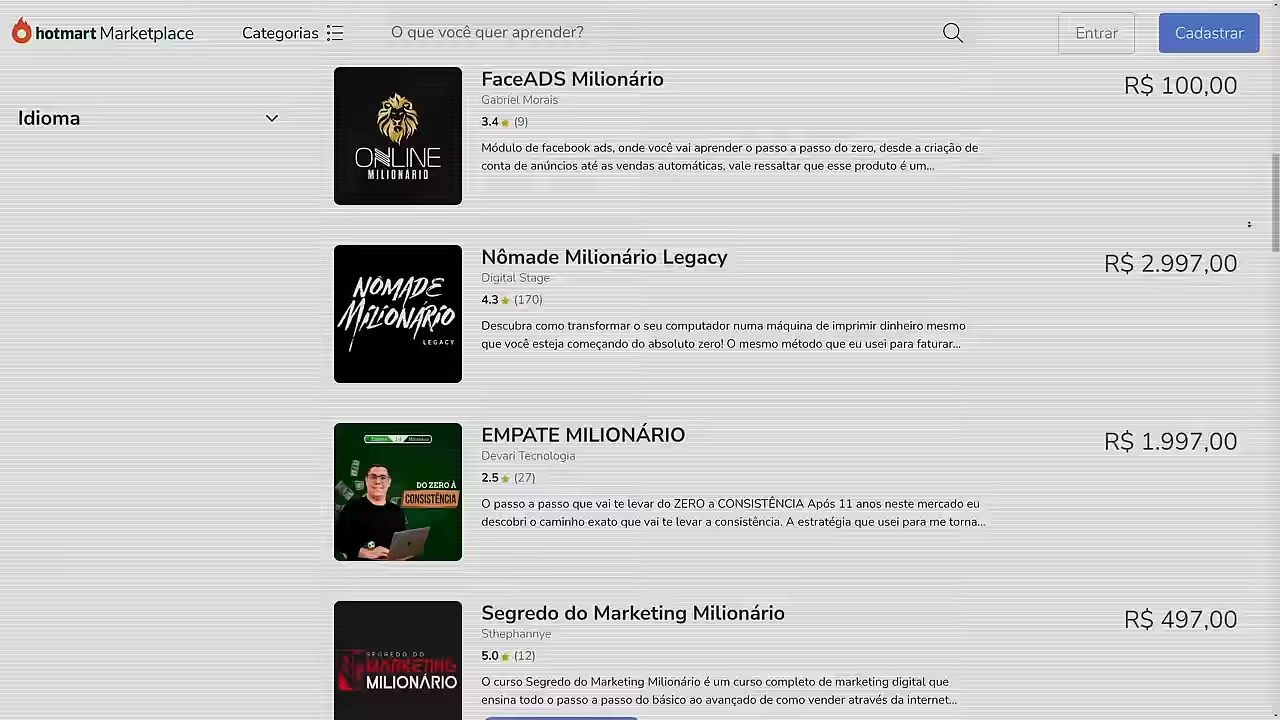 hotmart Marketplace Categorias O que você quer aprender? Entrar Cadastrar
Idioma
ONLINE
MILIONÁRIO
FaceADS Milionário
R$ 100,00
Gabriel Morais
3.4 (9)
Módulo de facebook ads, onde você vai aprender o passo a passo do zero, desde a criação de
conta de anúncios até as vendas automáticas, vale ressaltar que esse produto é um...
NÔMADE
MILIONÁRIO
LEGACY
Nômade Milionário Legacy
R$ 2.997,00
Digital Stage
4.3 (170)
Descubra como transformar o seu computador numa máquina de imprimir dinheiro mesmo
que você esteja começando do absoluto zero! O mesmo método que eu usei para faturar...
DO ZERO À
CONSISTÊNCIA
EMPATE MILIONÁRIO
R$ 1.997,00
Devari Tecnologia
2.5 (27)
O passo a passo que vai te levar do ZERO a CONSISTÊNCIA Após 11 anos neste mercado eu
descobri o caminho exato que vai te levar a consistência. A estratégia que usei para me torna...
SEGREDO DO
MARKETING
MILIONÁRIO
Segredo do Marketing Milionário
R$ 497,00
Sthephannye
5.0 (12)
O curso Segredo do Marketing Milionário é um curso completo de marketing digital que
ensina todo o passo a passo do básico ao avançado de como vender através da internet...